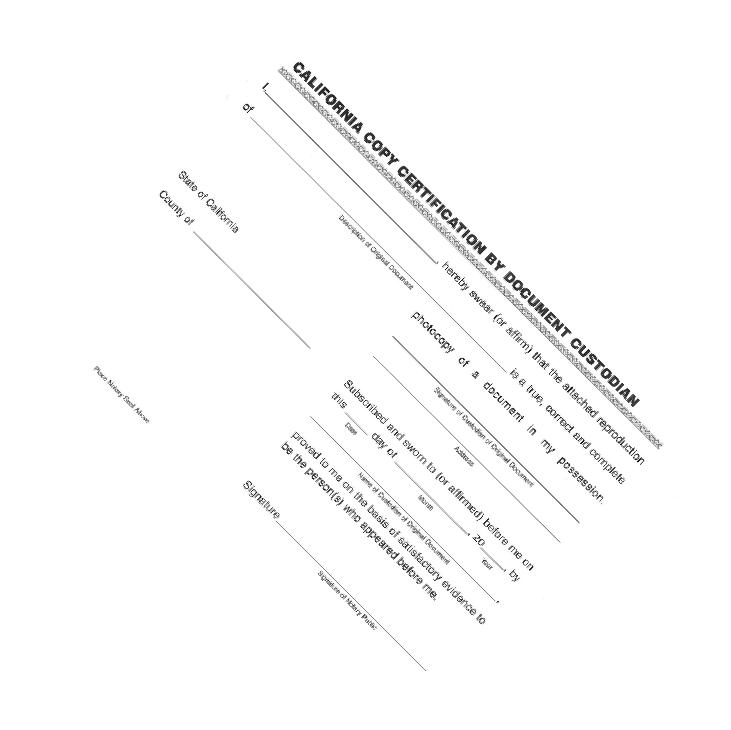 CALIFORNIA COPY CERTIFICATION BY DOCUMENT CUSTODIAN
I, , hereby swear (or affirm) that the attached reproduction
of is a true, correct and complete
Description of Original Document
photocopy of a document in my possession.
Signature of Custodian of Original Document
Address
State of California
County of
Subscribed and sworn to (or affirmed) before me on
this day of , 20 , by
Date Month Year
,
Name of Custodian of Original Document
proved to me on the basis of satisfactory evidence to
be the person(s) who appeared before me.
Signature
Signature of Notary Public
Place Notary Seal Above